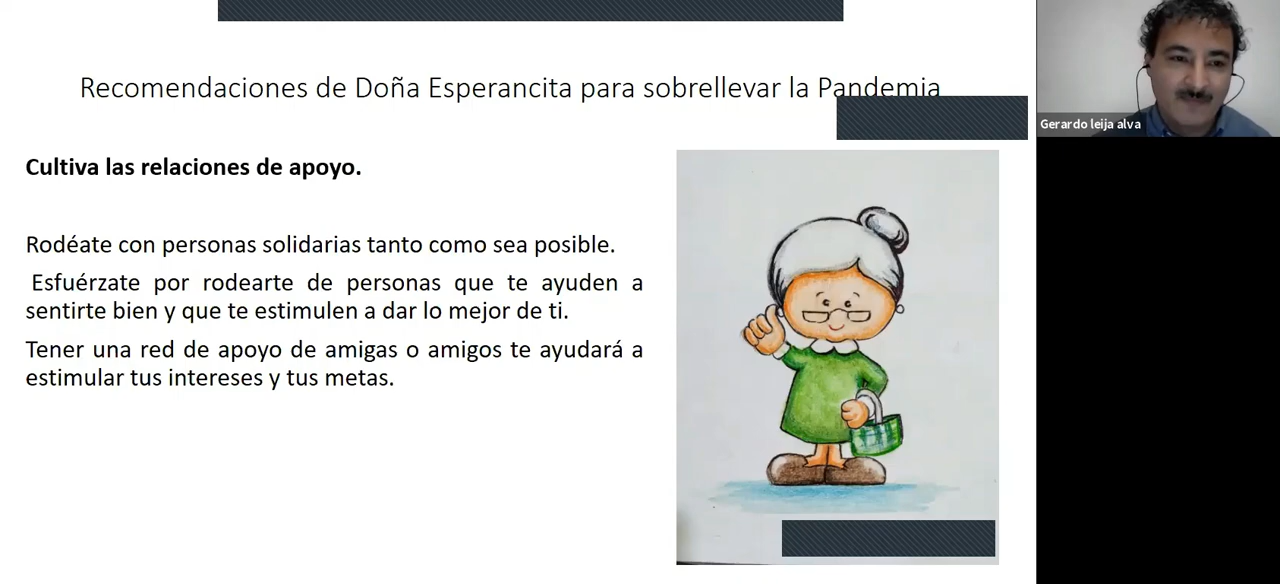 Recomendaciones de Doña Esperancita para sobrellevar la Pandemia
Gerardo leija alva
Cultiva las relaciones de apoyo.
Rodéate con personas solidarias tanto como sea posible.
Esfuérzate por rodearte de personas que te ayuden a
sentirte bien y que te estimulen a dar lo mejor de ti.
Tener una red de apoyo de amigas o amigos te ayudará a
estimular tus intereses y tus metas.